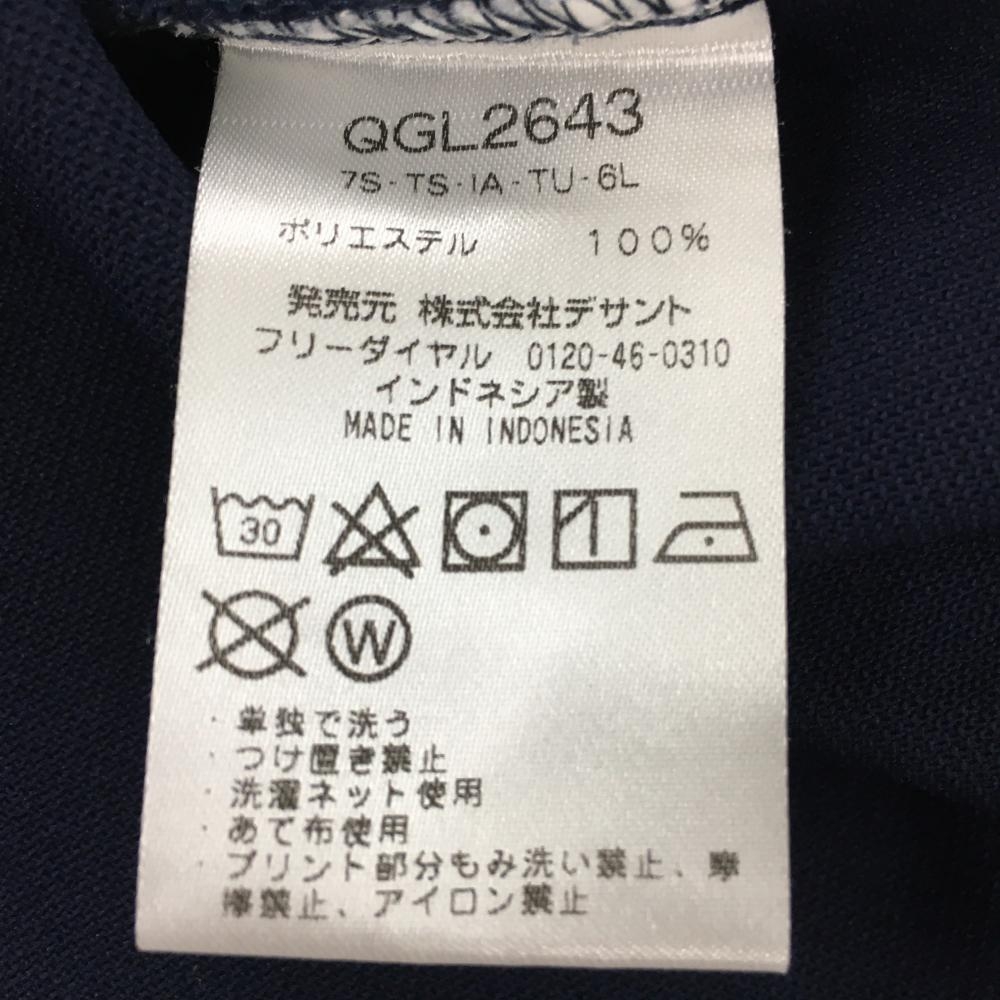 QGL2643
7S-TS-IA-TU-6L
ポリエステル 100%
発売元 株式会社デサント
フリーダイヤル 0120-46-0310
インドネシア製
MADE IN INDONESIA
30
W
・単独で洗う
・つけ置き禁止
・洗濯ネット使用
・あて布使用
・プリント部分もみ洗い禁止、摩
擦禁止、アイロン禁止